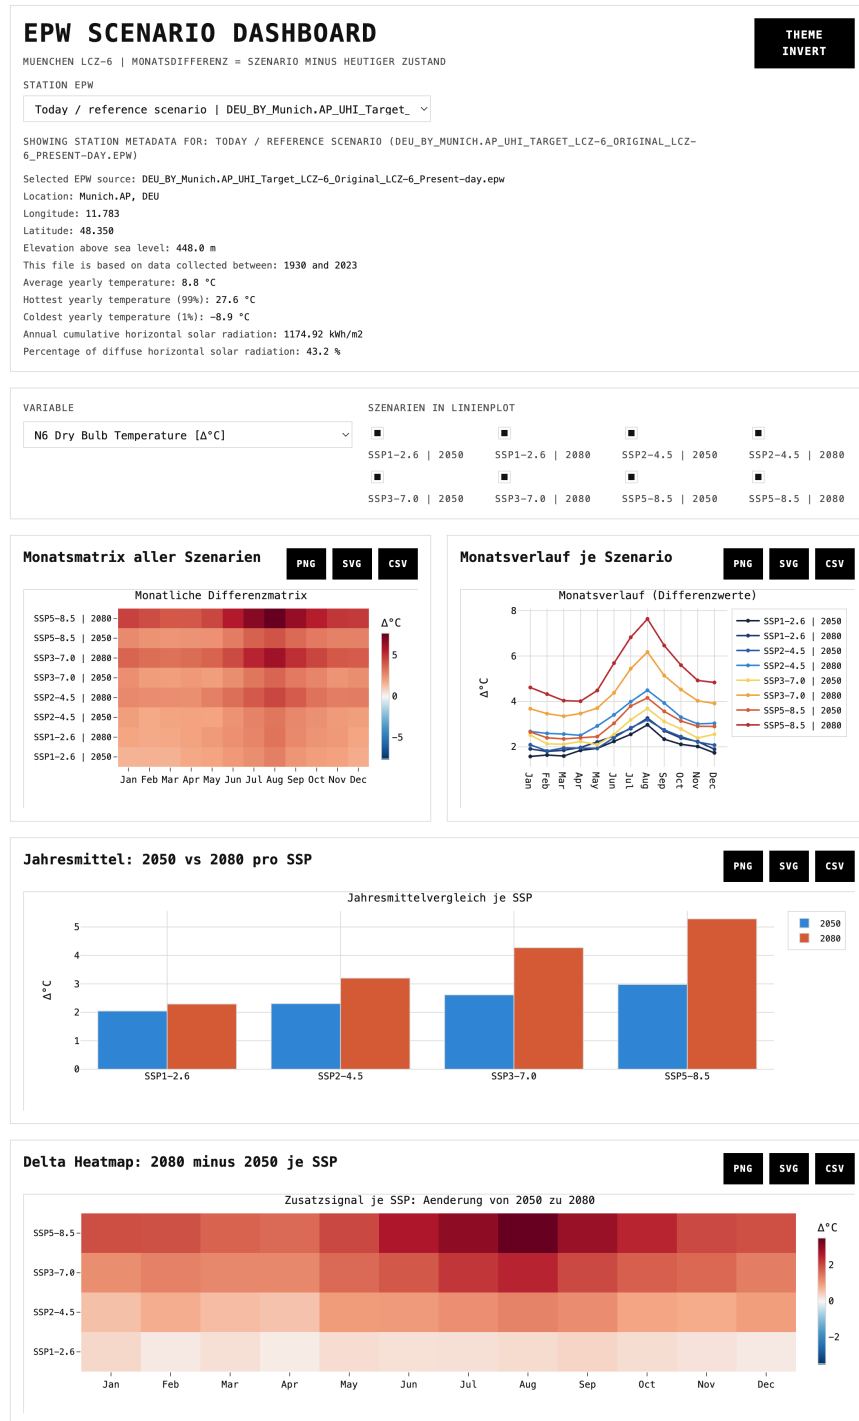 EPW SCENARIO DASHBOARD
THEME
INVERT
MUENCHEN LCZ-6 | MONATSDIFFERENZ = SZENARIO MINUS HEUTIGER ZUSTAND
STATION EPW
Today / reference scenario | DEU_BY_Munich.AP_UHI_Target_
SHOWING STATION METADATA FOR: TODAY / REFERENCE SCENARIO (DEU_BY_MUNICH.AP_UHI_TARGET_LCZ-6_ORIGINAL_LCZ-
6_PRESENT-DAY.EPW)
Selected EPW source: DEU_BY_Munich.AP_UHI_Target_LCZ-6_Original_LCZ-6_Present-day.epw
Location: Munich.AP, DEU
Longitude: 11.783
Latitude: 48.350
Elevation above sea level: 448.0 m
This file is based on data collected between: 1930 and 2023
Average yearly temperature: 8.8 °C
Hottest yearly temperature (99%): 27.6 °C
Coldest yearly temperature (1%): -8.9 °C
Annual cumulative horizontal solar radiation: 1174.92 kWh/m2
Percentage of diffuse horizontal solar radiation: 43.2 %
VARIABLE
N6 Dry Bulb Temperature [Δ°C]
SZENARIEN IN LINIENPLOT
SSP1-2.6 | 2050 SSP1-2.6 | 2080 SSP2-4.5 | 2050 SSP2-4.5 | 2080
SSP3-7.0 | 2050 SSP3-7.0 | 2080 SSP5-8.5 | 2050 SSP5-8.5 | 2080
Monatsmatrix aller Szenarien
PNG SVG CSV
Monatliche Differenzmatrix
SSP5-8.5 | 2080
SSP5-8.5 | 2050
SSP3-7.0 | 2080
SSP3-7.0 | 2050
SSP2-4.5 | 2080
SSP2-4.5 | 2050
SSP1-2.6 | 2080
SSP1-2.6 | 2050
Jan Feb Mar Apr May Jun Jul Aug Sep Oct Nov Dec
Δ°C
5
0
−5
Monatsverlauf je Szenario
PNG SVG CSV
Monatsverlauf (Differenzwerte)
Δ°C
8
6
4
2
Jan Feb Mar Apr May Jun Jul Aug Sep Oct Nov Dec
SSP1-2.6 | 2050
SSP1-2.6 | 2080
SSP2-4.5 | 2050
SSP2-4.5 | 2080
SSP3-7.0 | 2050
SSP3-7.0 | 2080
SSP5-8.5 | 2050
SSP5-8.5 | 2080
Jahresmittel: 2050 vs 2080 pro SSP
PNG SVG CSV
Jahresmittelvergleich je SSP
Δ°C
5
4
3
2
1
0
SSP1-2.6 SSP2-4.5 SSP3-7.0 SSP5-8.5
2050
2080
Delta Heatmap: 2080 minus 2050 je SSP
PNG SVG CSV
Zusatzsignal je SSP: Aenderung von 2050 zu 2080
SSP5-8.5
SSP3-7.0
SSP2-4.5
SSP1-2.6
Jan Feb Mar Apr May Jun Jul Aug Sep Oct Nov Dec
Δ°C
2
0
−2